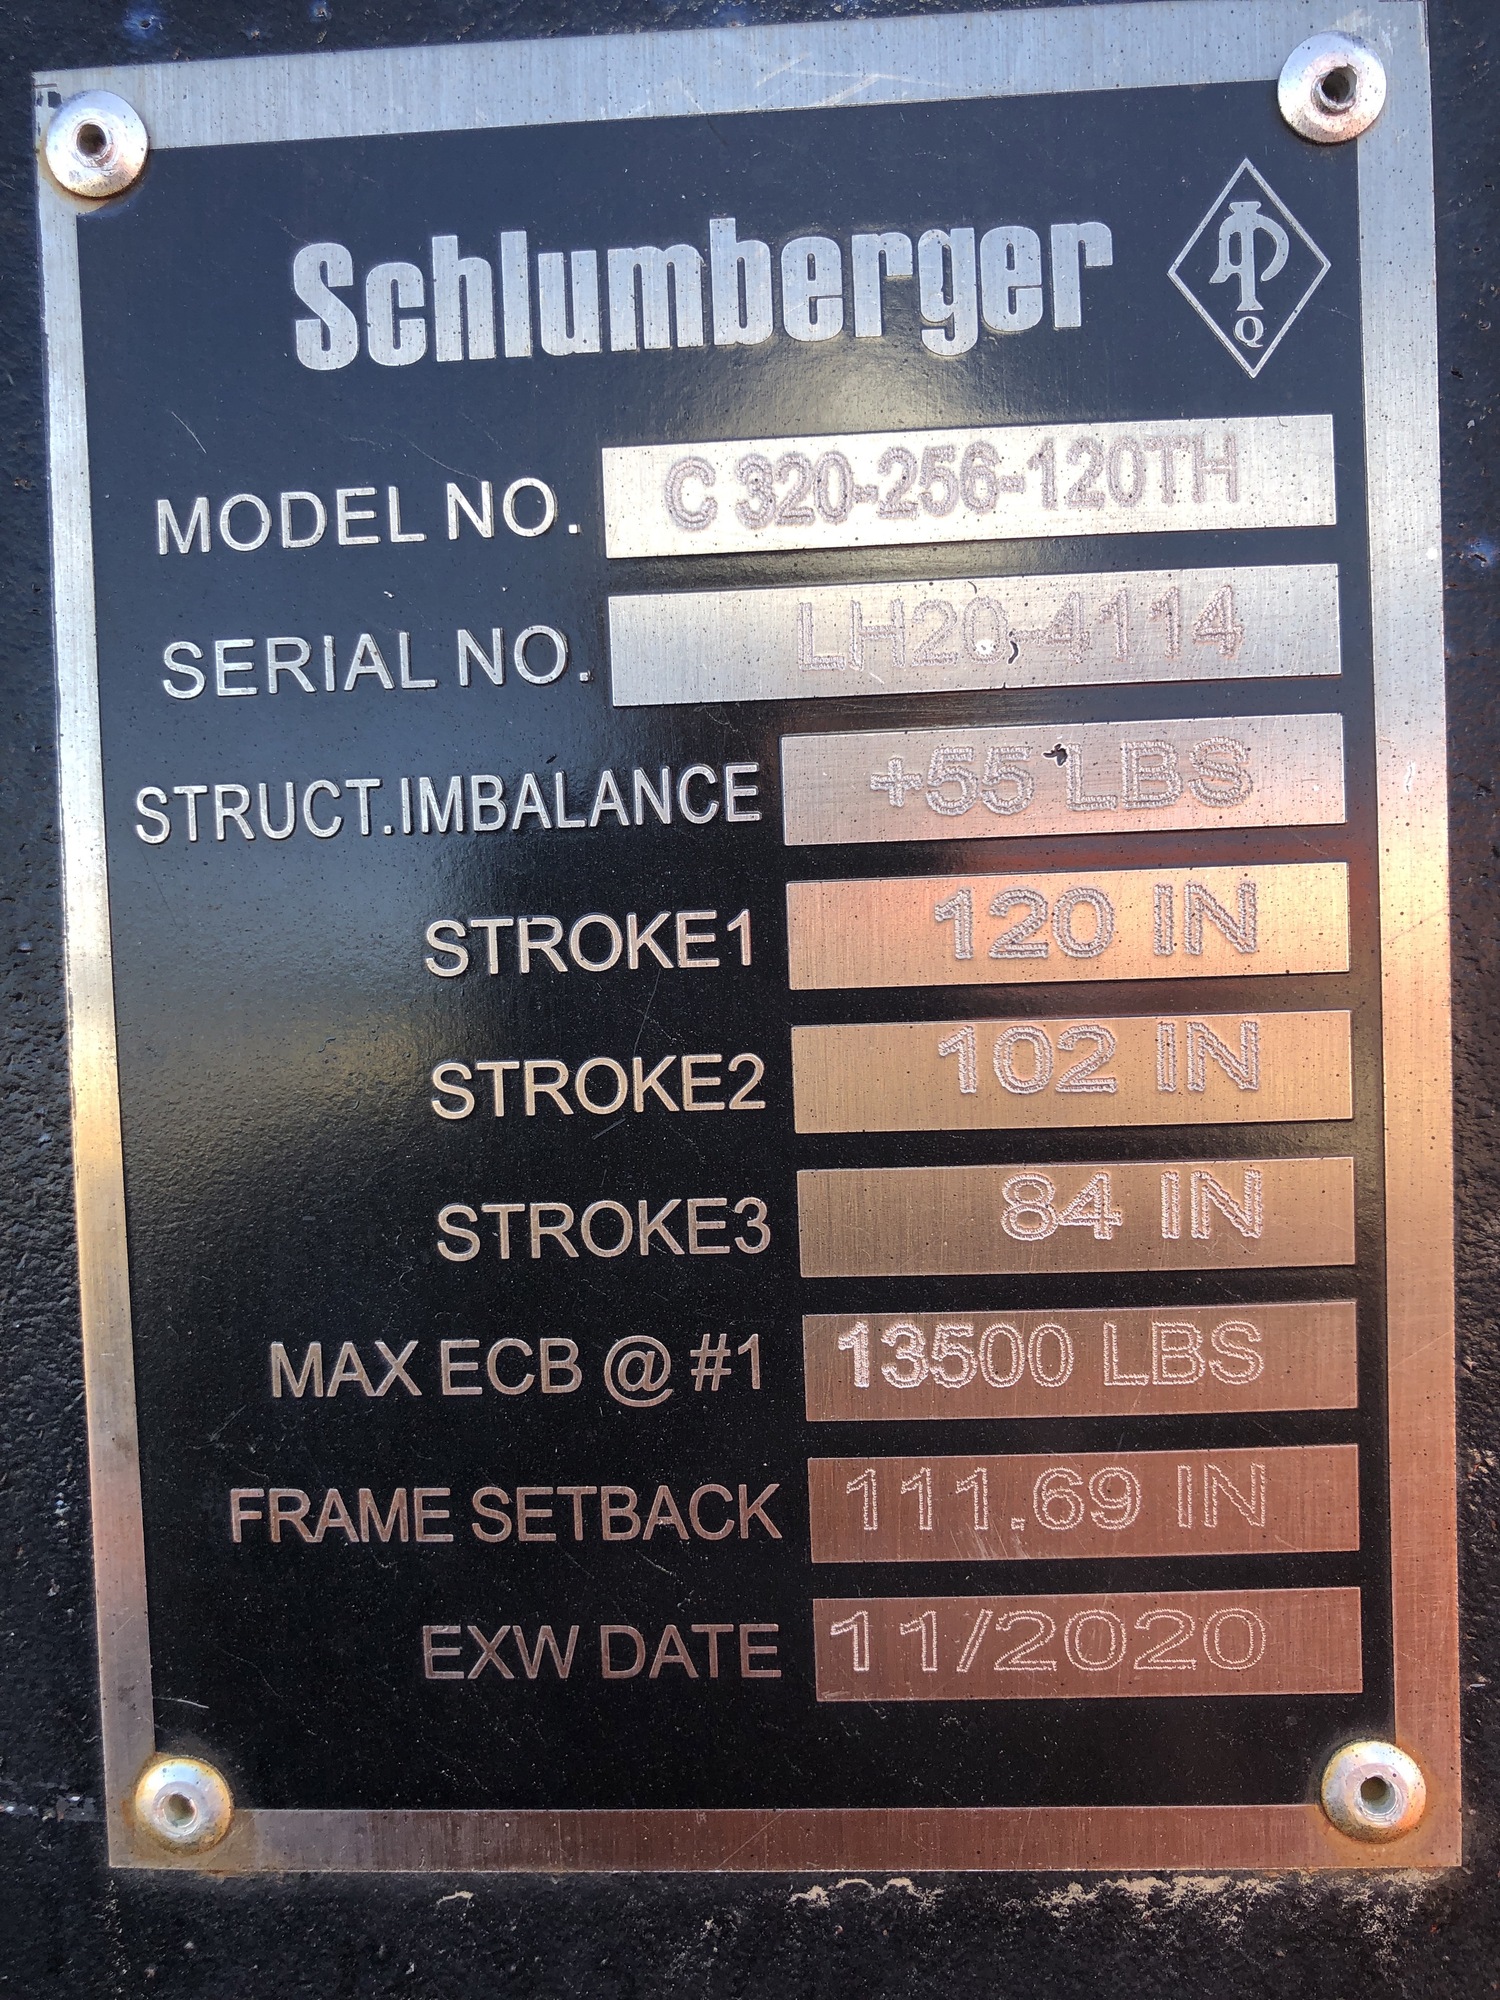 Schlumberger
API
Q
MODEL NO. C 320-256-120TH
SERIAL NO. LH20-4114
STRUCT.IMBALANCE +55 LBS
STROKE1 120 IN
STROKE2 102 IN
STROKE3 84 IN
MAX ECB @ #1 13500 LBS
FRAME SETBACK 111.69 IN
EXW DATE 11/2020